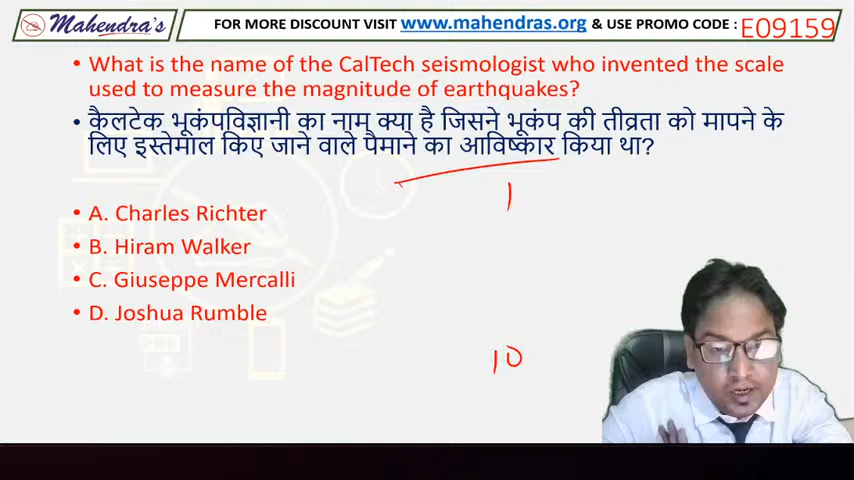 Mahendra's
FOR MORE DISCOUNT VISIT www.mahendras.org & USE PROMO CODE : E09159
• What is the name of the CalTech seismologist who invented the scale
used to measure the magnitude of earthquakes?
• कैलटेक भूकंपविज्ञानी का नाम क्या है जिसने भूकंप की तीव्रता को मापने के
लिए इस्तेमाल किए जाने वाले पैमाने का आविष्कार किया था?
1
• A. Charles Richter
• B. Hiram Walker
• C. Giuseppe Mercalli
• D. Joshua Rumble
10